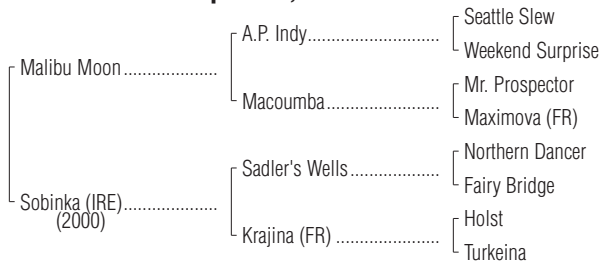 Seattle Slew
A.P. Indy
Weekend Surprise
Malibu Moon
Mr. Prospector
Macoumba
Maximova (FR)
Northern Dancer
Sadler's Wells
Fairy Bridge
Sobinka (IRE)
(2000)
Holst
Krajina (FR)
Turkeina